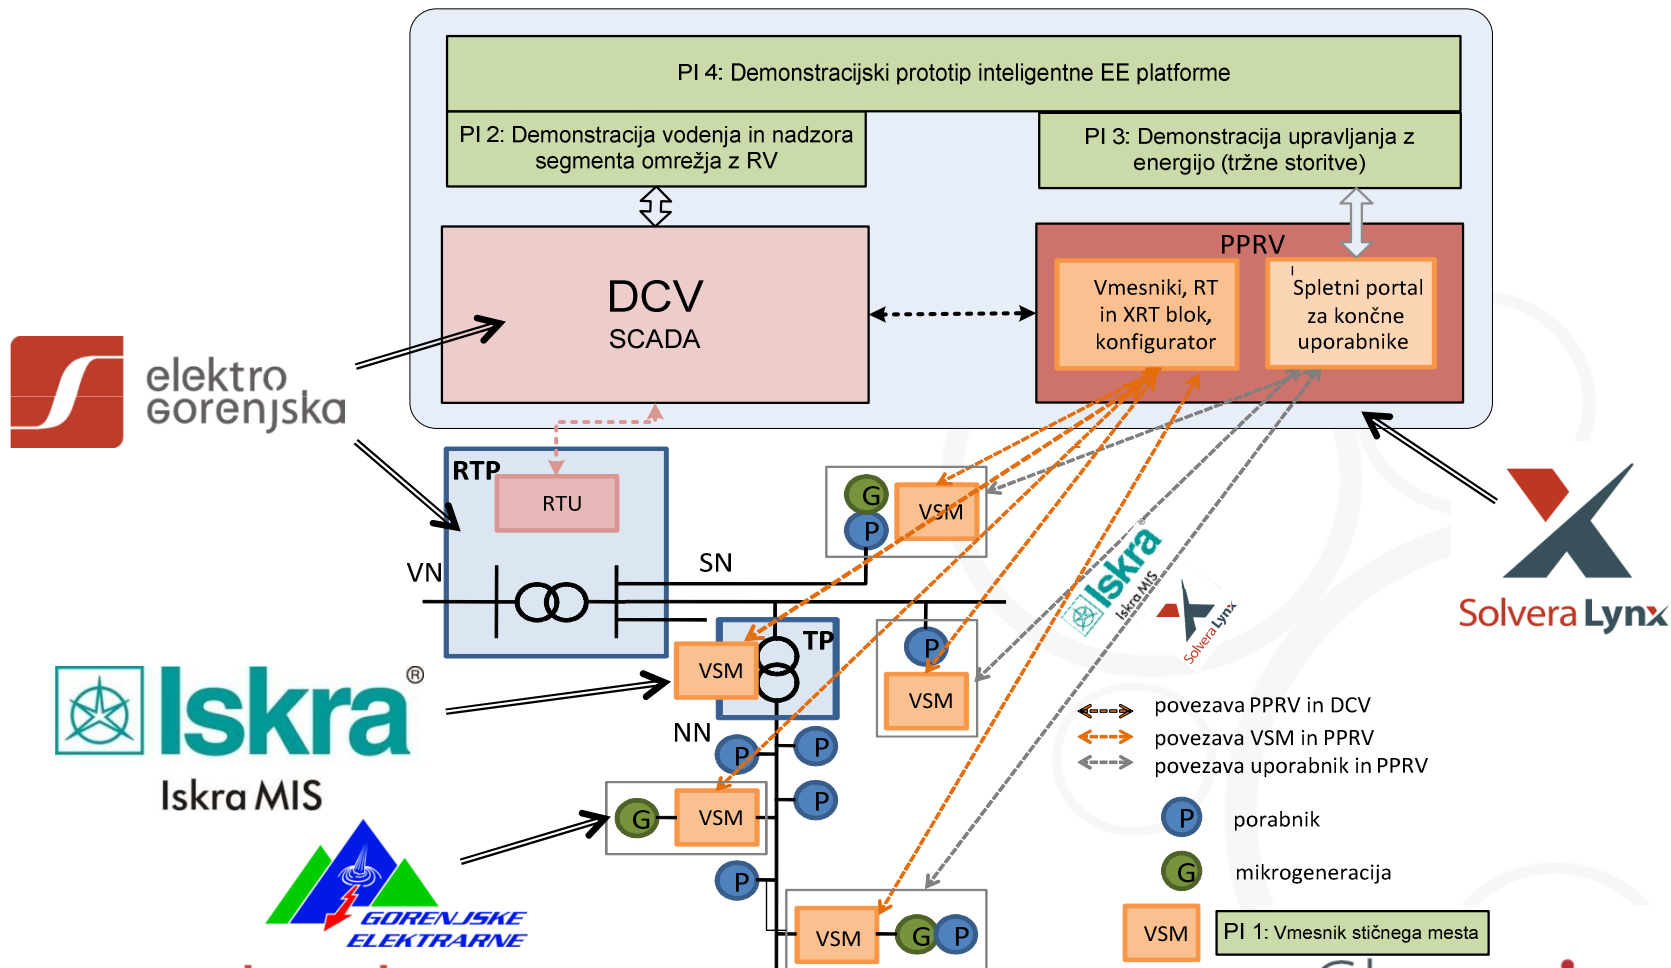 PI 4: Demonstracijski prototip inteligentne EE platforme
PI 2: Demonstracija vodenja in nadzora
segmenta omrežja z RV
PI 3: Demonstracija upravljanja z
energijo (tržne storitve)
DCV
SCADA
PPRV
Vmesniki, RT
in XRT blok,
konfigurator
Spletni portal
za končne
uporabnike
elektro
Gorenjska
RTP
RTU
VN
SN
G
P
VSM
Iskra
Iskra MIS
Solvera Lynx
Solvera Lynx
TP
VSM
P
VSM
Iskra®
Iskra MIS
NN
P
P
G
VSM
P
P
GORENJSKE
ELEKTRARNE
VSM
G
P
povezava PPRV in DCV
povezava VSM in PPRV
povezava uporabnik in PPRV
P
porabnik
G
mikrogeneracija
VSM
PI 1: Vmesnik stičnega mesta